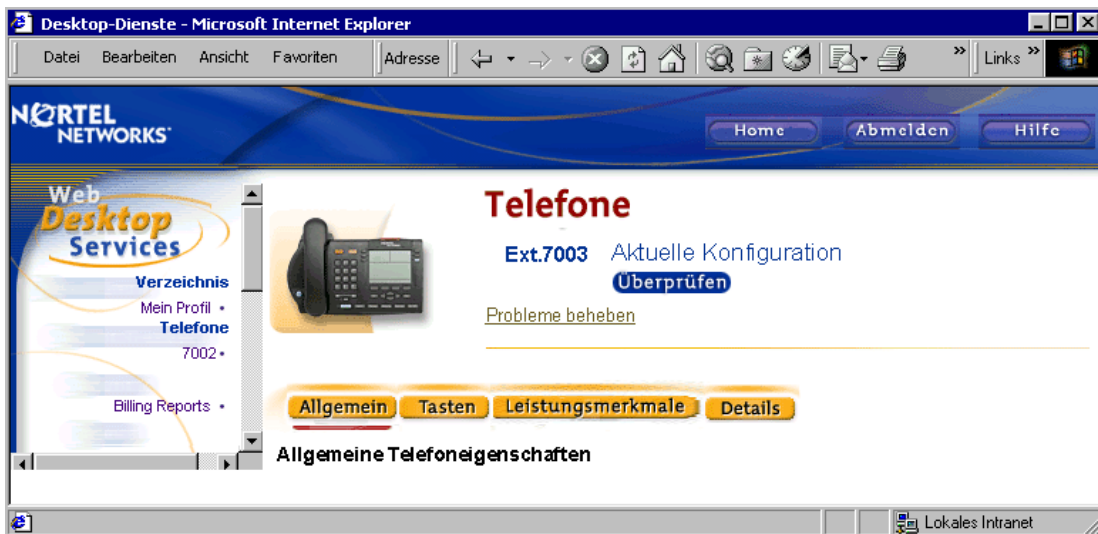 Desktop-Dienste - Microsoft Internet Explorer
Datei Bearbeiten Ansicht Favoriten Adresse » Links »
NORTEL
NETWORKS
Home Abmelden Hilfe
Web
Desktop
Services
Verzeichnis
Mein Profil •
Telefone
7002 •
Billing Reports •
Telefone
Ext.7003 Aktuelle Konfiguration
Überprüfen
Probleme beheben
Allgemein Tasten Leistungsmerkmale Details
Allgemeine Telefoneigenschaften
Lokales Intranet